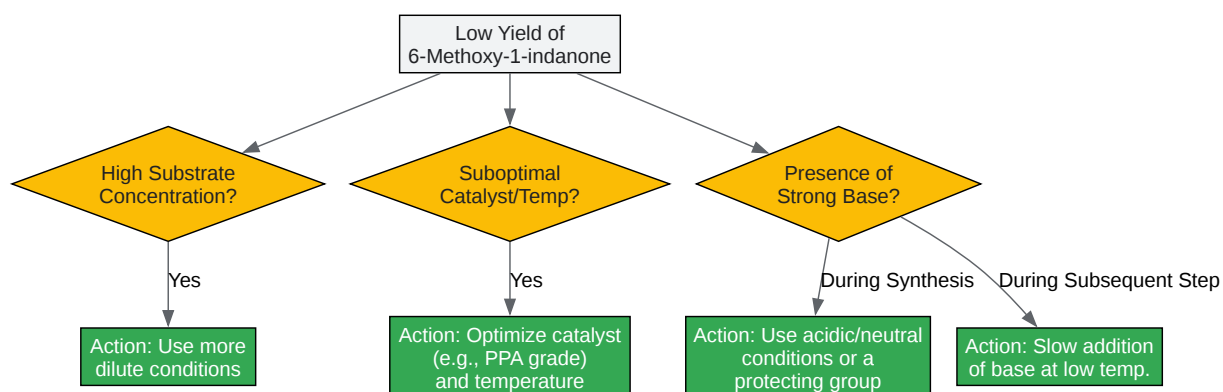 Low Yield of
6-Methoxy-1-indanone
High Substrate
Concentration?
Suboptimal
Catalyst/Temp?
Presence of
Strong Base?
Yes
Yes
During Synthesis
During Subsequent Step
Action: Use more
dilute conditions
Action: Optimize catalyst
(e.g., PPA grade)
and temperature
Action: Use acidic/neutral
conditions or a
protecting group
Action: Slow addition
of base at low temp.